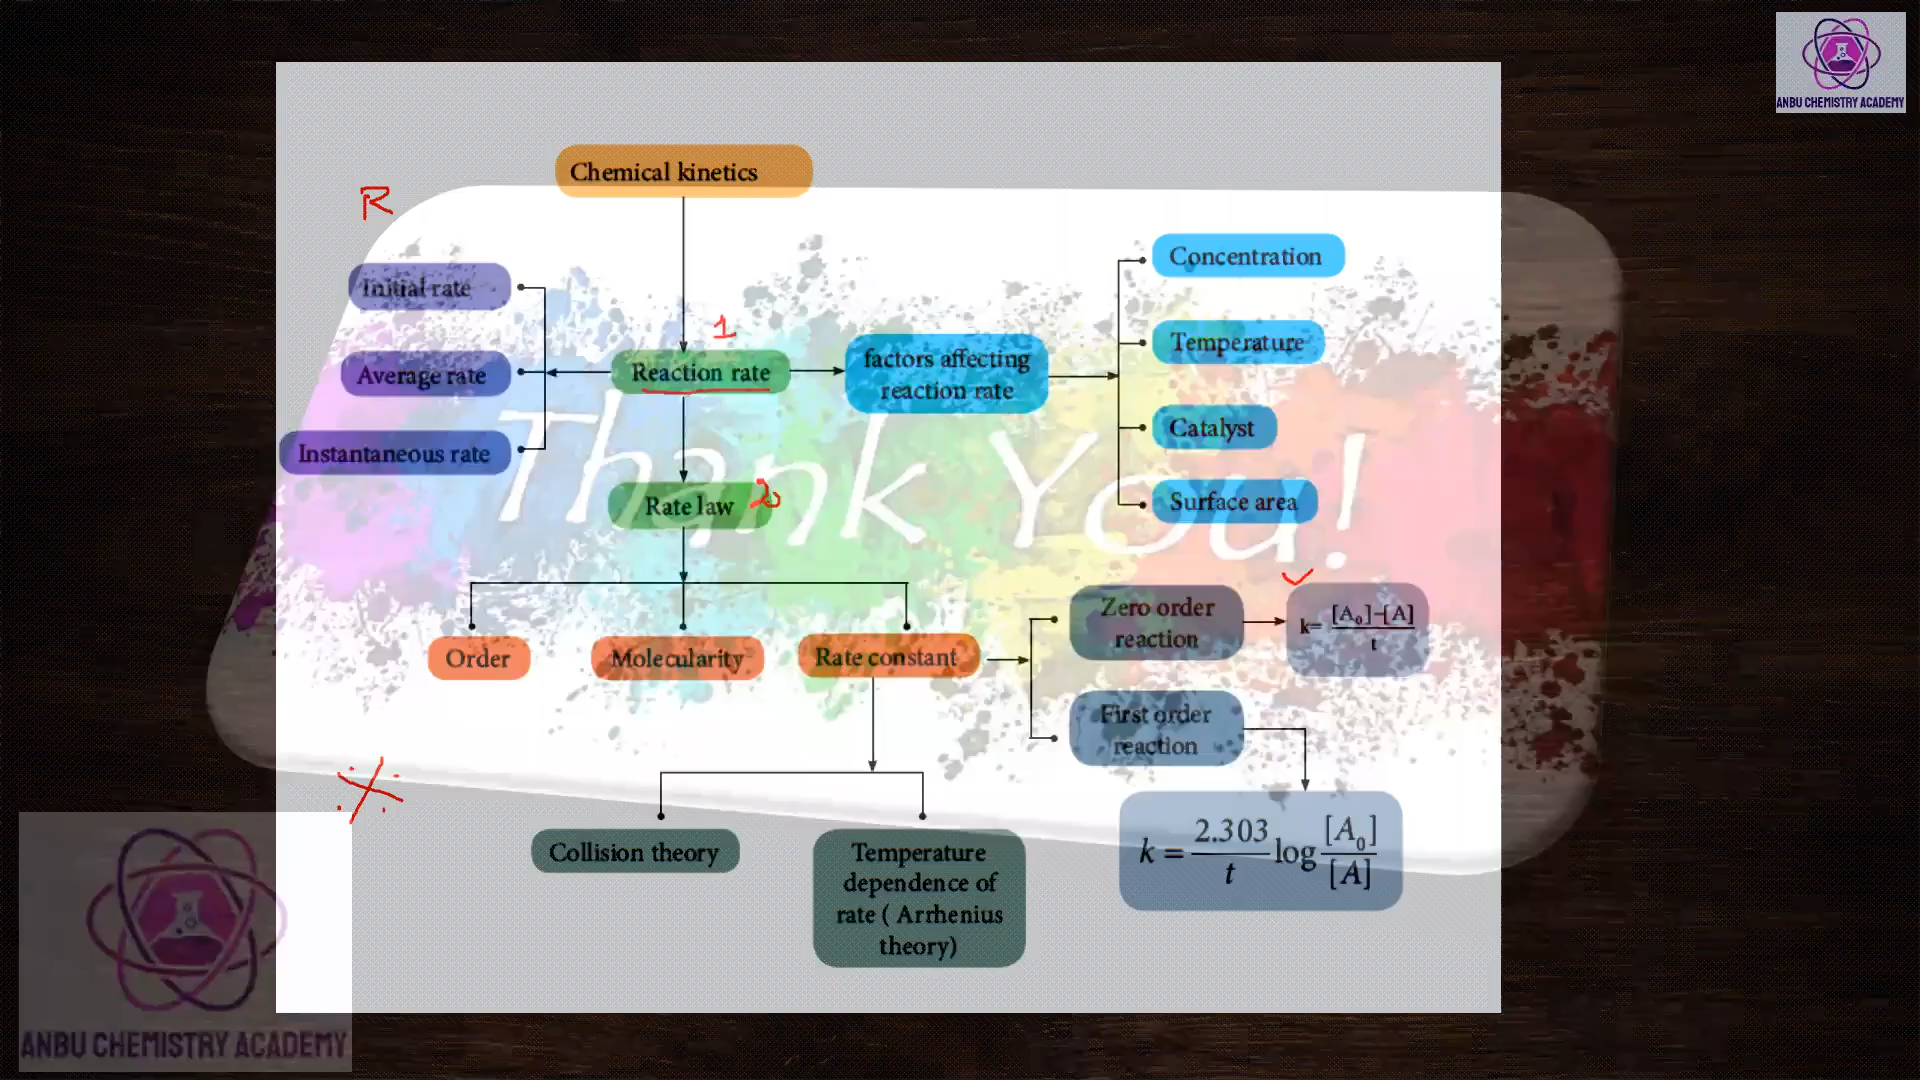 ANBU CHEMISTRY ACADEMY
Chemical kinetics
R
Initial rate
Average rate
Instantaneous rate
1
Reaction rate
factors affecting
reaction rate
Concentration
Temperature
Catalyst
Surface area
Thank You!
Rate law
2
Order
Molecularity
Rate constant
Zero order
reaction
k= [A₀]-[A]
t
First order
reaction
k = 2.303/t log [A₀]/[A]
Collision theory
Temperature
dependence of
rate ( Arrhenius
theory)
ANBU CHEMISTRY ACADEMY